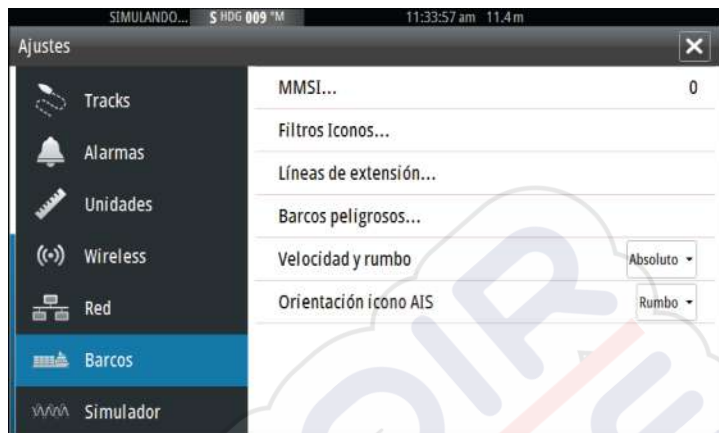 SIMULANDO... S HDG 009 °M 11:33:57 am 11.4 m
Ajustes
Tracks
Alarmas
Unidades
Wireless
Red
Barcos
Simulador
MMSI... 0
Filtros Iconos...
Líneas de extensión...
Barcos peligrosos...
Velocidad y rumbo Absoluto
Orientación icono AIS Rumbo